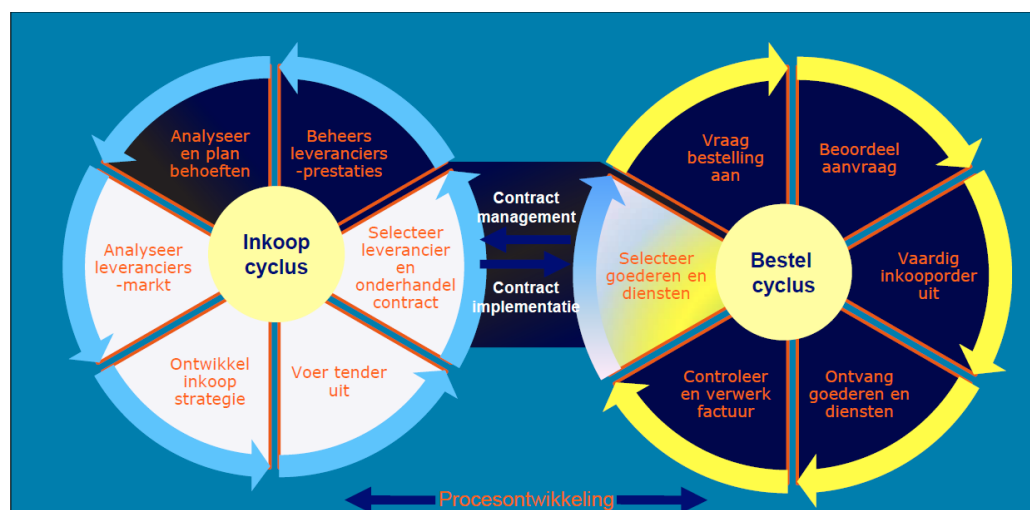 Analyseer
en plan
behoeften
Beheers
leveranciers
-prestaties
Analyseer
leveranciers
-markt
Inkoop
cyclus
Selecteer
leverancier
en
onderhandel
contract
Ontwikkel
inkoop
strategie
Voer tender
uit
Contract
management
Contract
implementatie
Vraag
bestelling
aan
Beoordeel
aanvraag
Selecteer
goederen en
diensten
Bestel
cyclus
Vaardig
inkooporder
uit
Controleer
en verwerk
factuur
Ontvang
goederen en
diensten
Procesontwikkeling